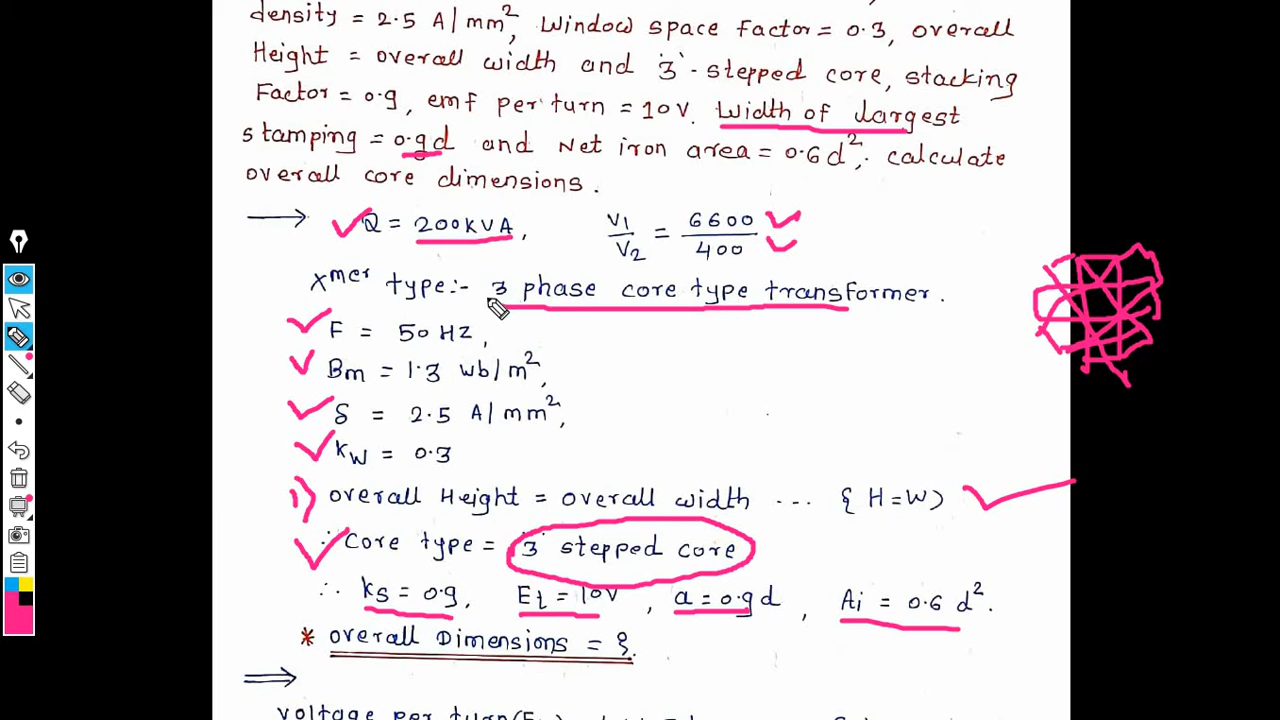 density = 2.5 A/mm², Window space Factor = 0.3, overall
Height = overall width and '3' - stepped core, stacking
Factor = 0.9, emf per turn = 10V. Width of largest
stamping = 0.9d and Net iron area = 0.6d²,. calculate
overall core dimensions.
⟶ Q = 200KVA, V1/V2 = 6600/400
Xmer type:- 3 phase core type transformer.
F = 50HZ,
Bm = 1.3 wb/m²,
δ = 2.5 A/mm²,
Kw = 0.3
1) overall Height = overall width ... { H=W)
∴ Core type = '3' stepped core
∴ Ks = 0.9, Et = 10V, a = 0.9d, Ai = 0.6d².
* overall Dimensions = ?
⟹